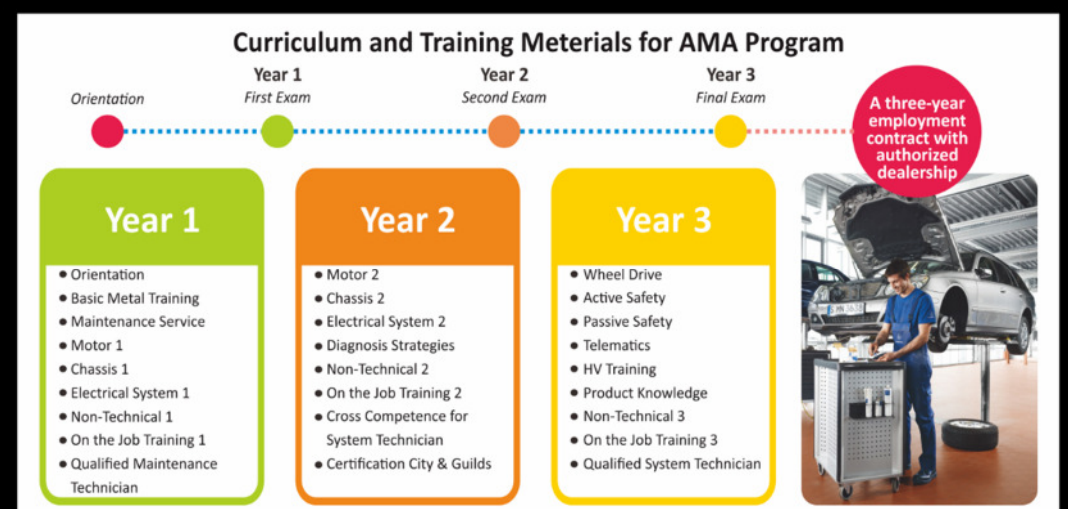 Curriculum and Training Meterials for AMA Program
Orientation
Year 1
First Exam
Year 2
Second Exam
Year 3
Final Exam
A three-year
employment
contract with
authorized
dealership
Year 1
• Orientation
• Basic Metal Training
• Maintenance Service
• Motor 1
• Chassis 1
• Electrical System 1
• Non-Technical 1
• On the Job Training 1
• Qualified Maintenance
Technician
Year 2
• Motor 2
• Chassis 2
• Electrical System 2
• Diagnosis Strategies
• Non-Technical 2
• On the Job Training 2
• Cross Competence for
System Technician
• Certification City & Guilds
Year 3
• Wheel Drive
• Active Safety
• Passive Safety
• Telematics
• HV Training
• Product Knowledge
• Non-Technical 3
• On the Job Training 3
• Qualified System Technician